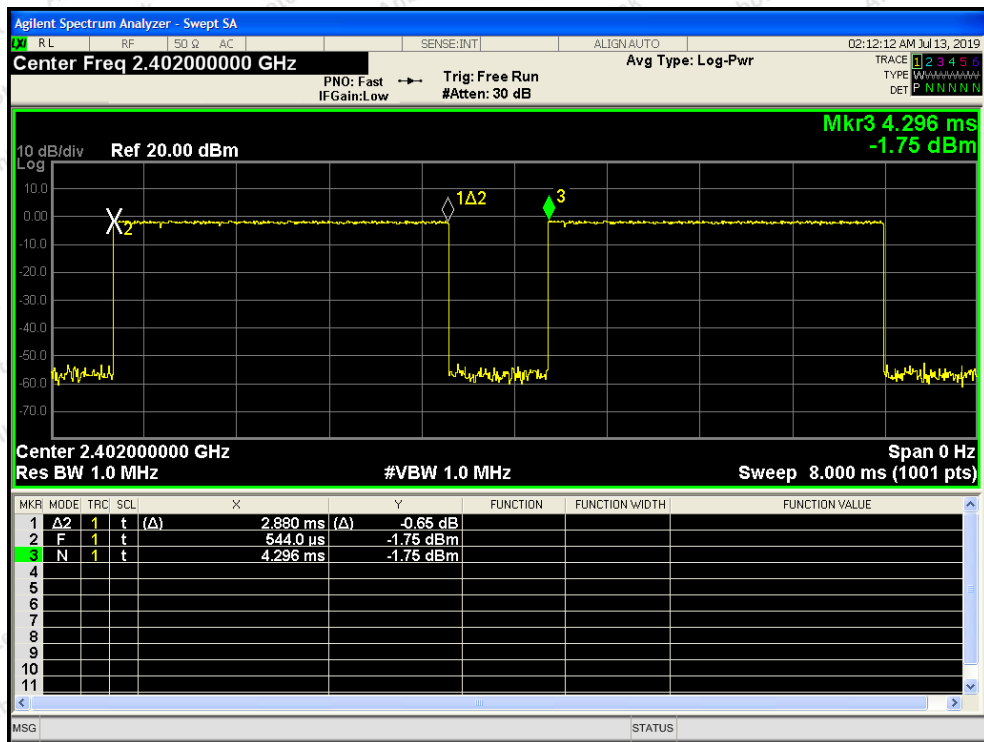 Agilent Spectrum Analyzer - Swept SA
LXI RL RF 50 Ω AC SENSE:INT ALIGN AUTO 02:12:12 AM Jul 13, 2019
Center Freq 2.402000000 GHz Avg Type: Log-Pwr TRACE 1 2 3 4 5 6
PNO: Fast Trig: Free Run TYPE
IFGain:Low #Atten: 30 dB DET P N N N N N
Mkr3 4.296 ms
10 dB/div Ref 20.00 dBm -1.75 dBm
Log
10.0
1Δ2 3
0.00
2
-10.0
-20.0
-30.0
-40.0
-50.0
-60.0
-70.0
Center 2.402000000 GHz Span 0 Hz
Res BW 1.0 MHz #VBW 1.0 MHz Sweep 8.000 ms (1001 pts)
MKR MODE TRC SCL X Y FUNCTION FUNCTION WIDTH FUNCTION VALUE
1 Δ2 1 t (Δ) 2.880 ms (Δ) -0.65 dB
2 F 1 t 544.0 µs -1.75 dBm
3 N 1 t 4.296 ms -1.75 dBm
4
5
6
7
8
9
10
11
MSG STATUS